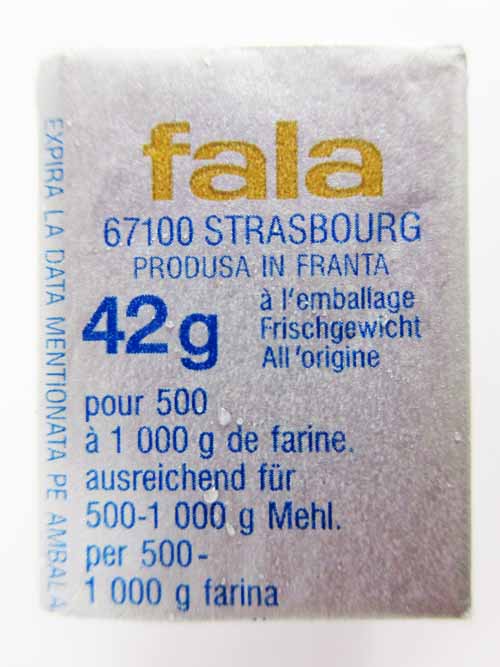 fala
67100 STRASBOURG
PRODUSA IN FRANTA
42g
à l'emballage
Frischgewicht
All'origine
pour 500
à 1 000 g de farine.
ausreichend für
500-1 000 g Mehl.
per 500-
1 000 g farina
EXPIRA LA DATA MENTIONATA PE AMBALA